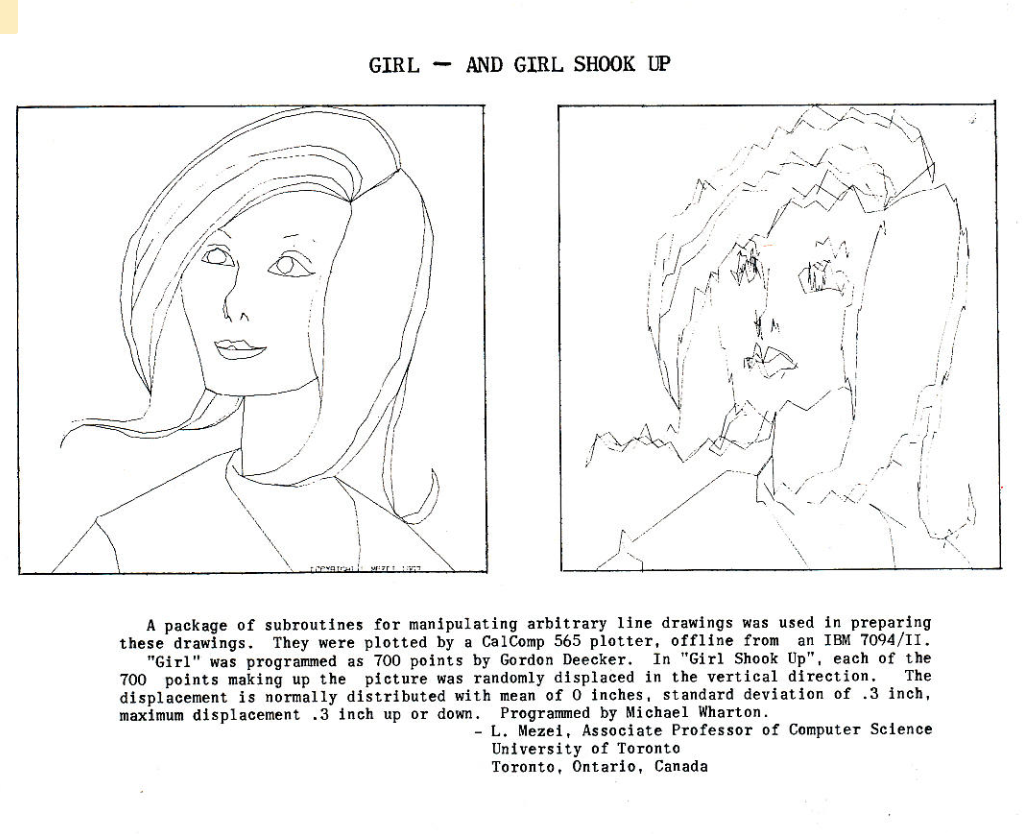 GIRL — AND GIRL SHOOK UP
COPYRIGHT L MEZEI 1967
A package of subroutines for manipulating arbitrary line drawings was used in preparing
these drawings. They were plotted by a CalComp 565 plotter, offline from an IBM 7094/II.
"Girl" was programmed as 700 points by Gordon Deecker. In "Girl Shook Up", each of the
700 points making up the picture was randomly displaced in the vertical direction. The
displacement is normally distributed with mean of 0 inches, standard deviation of .3 inch,
maximum displacement .3 inch up or down. Programmed by Michael Wharton.
- L. Mezei, Associate Professor of Computer Science
University of Toronto
Toronto, Ontario, Canada